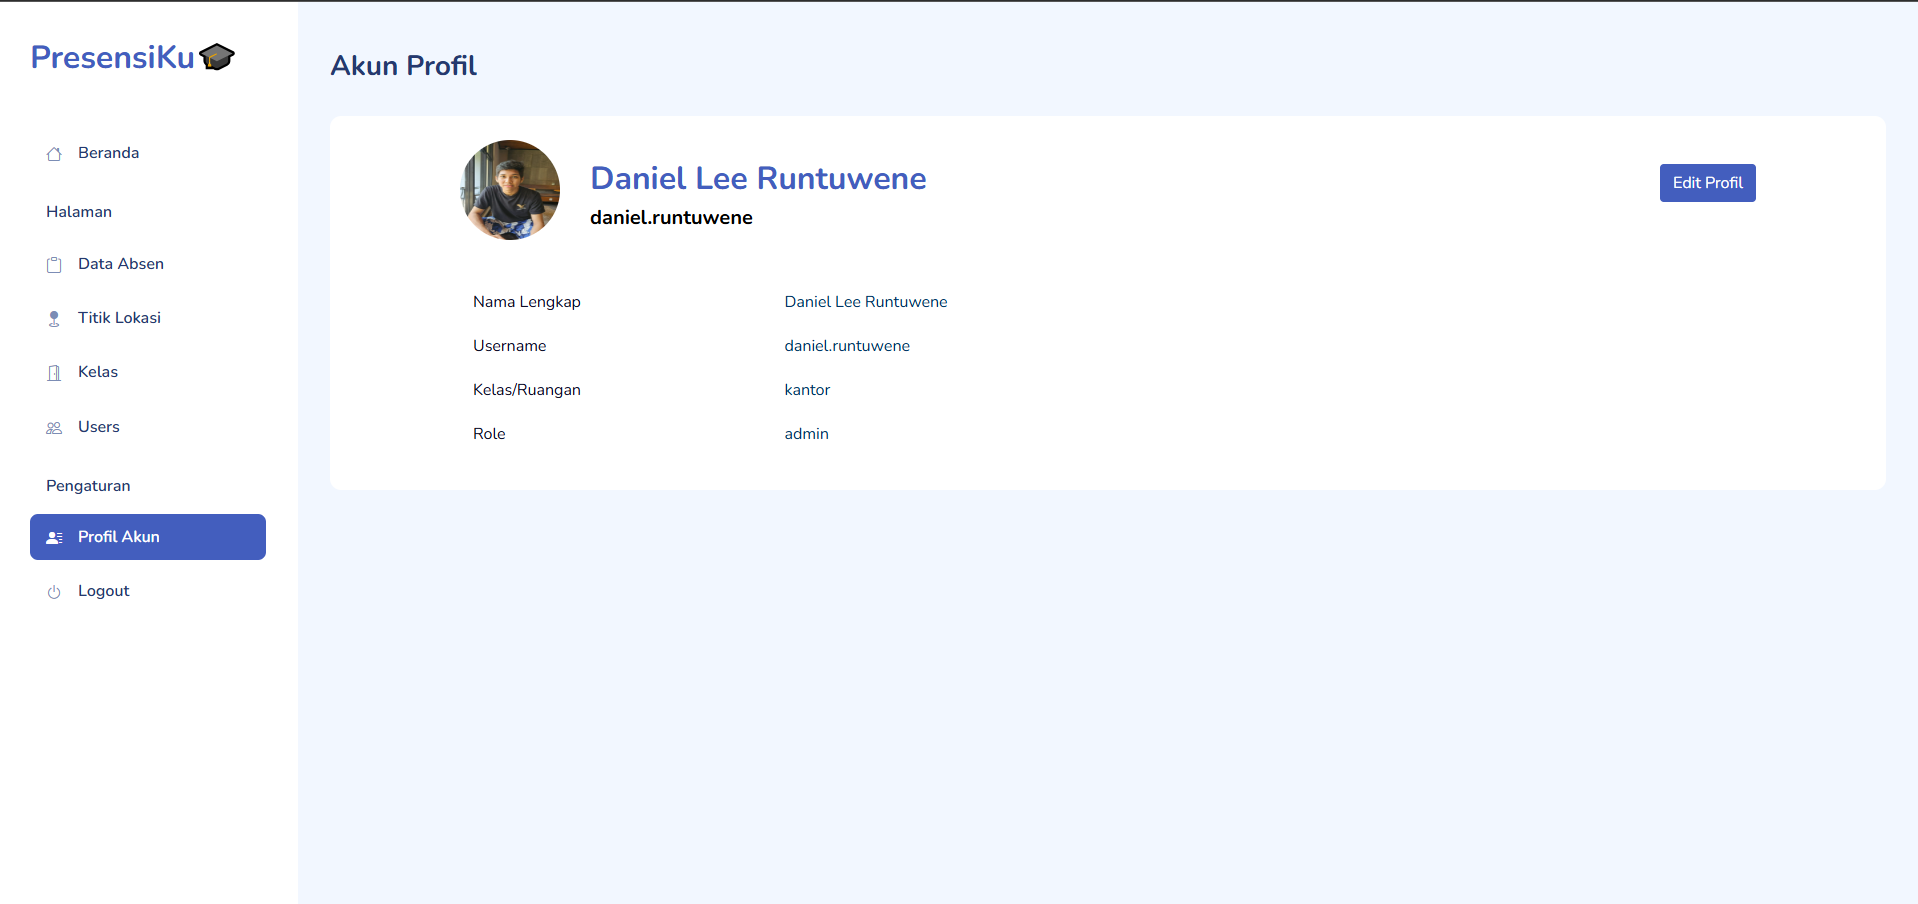 PresensiKu
Beranda
Halaman
Data Absen
Titik Lokasi
Kelas
Users
Pengaturan
Profil Akun
Logout
Akun Profil
Daniel Lee Runtuwene
daniel.runtuwene
Edit Profil
Nama Lengkap Daniel Lee Runtuwene
Username daniel.runtuwene
Kelas/Ruangan kantor
Role admin